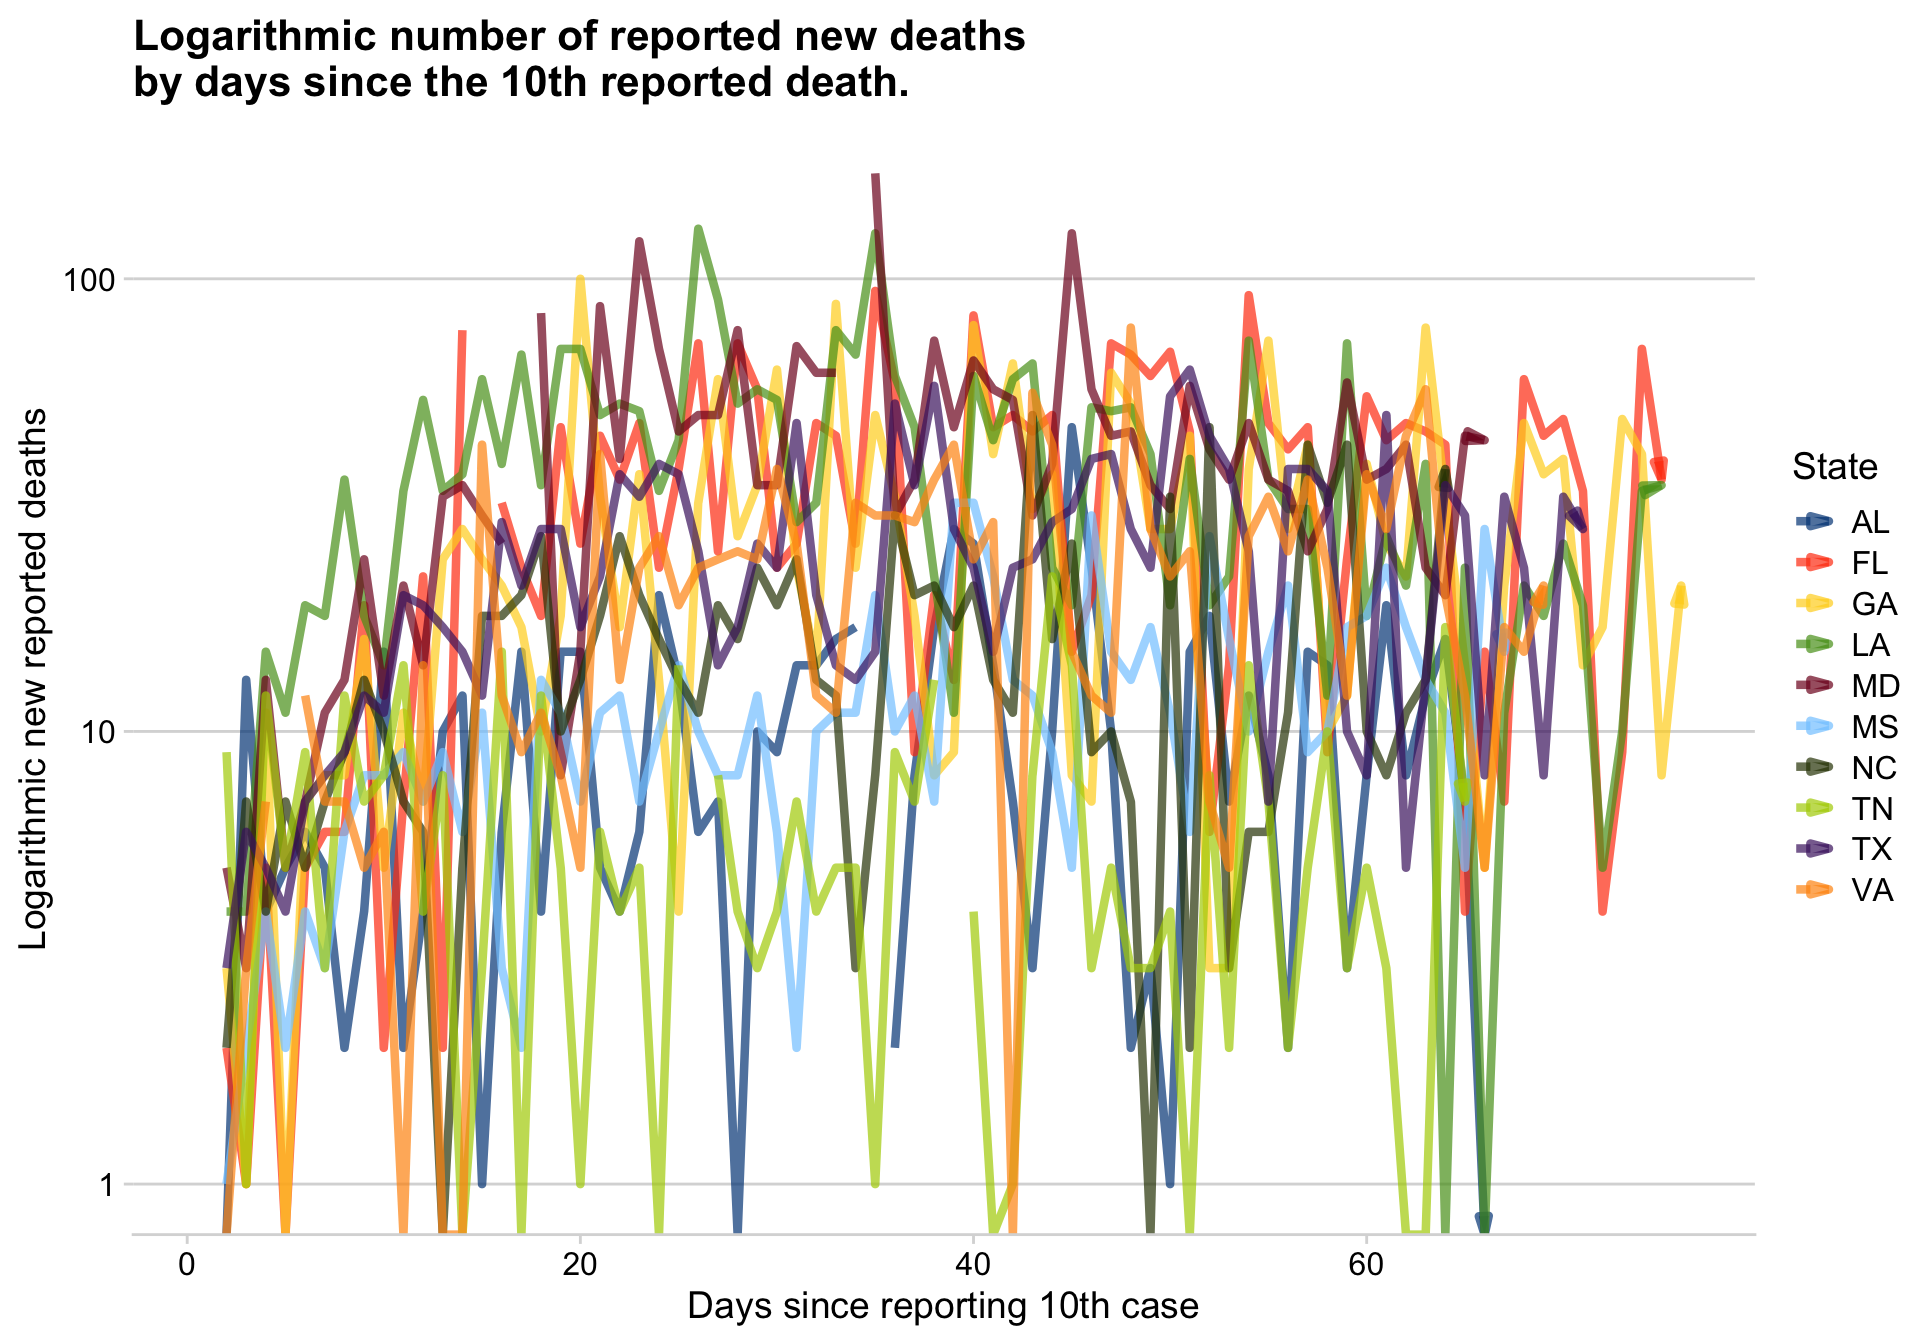 Logarithmic number of reported new deaths
by days since the 10th reported death.
Logarithmic new reported deaths
100
10
1
0
20
40
60
Days since reporting 10th case
State
AL
FL
GA
LA
MD
MS
NC
TN
TX
VA